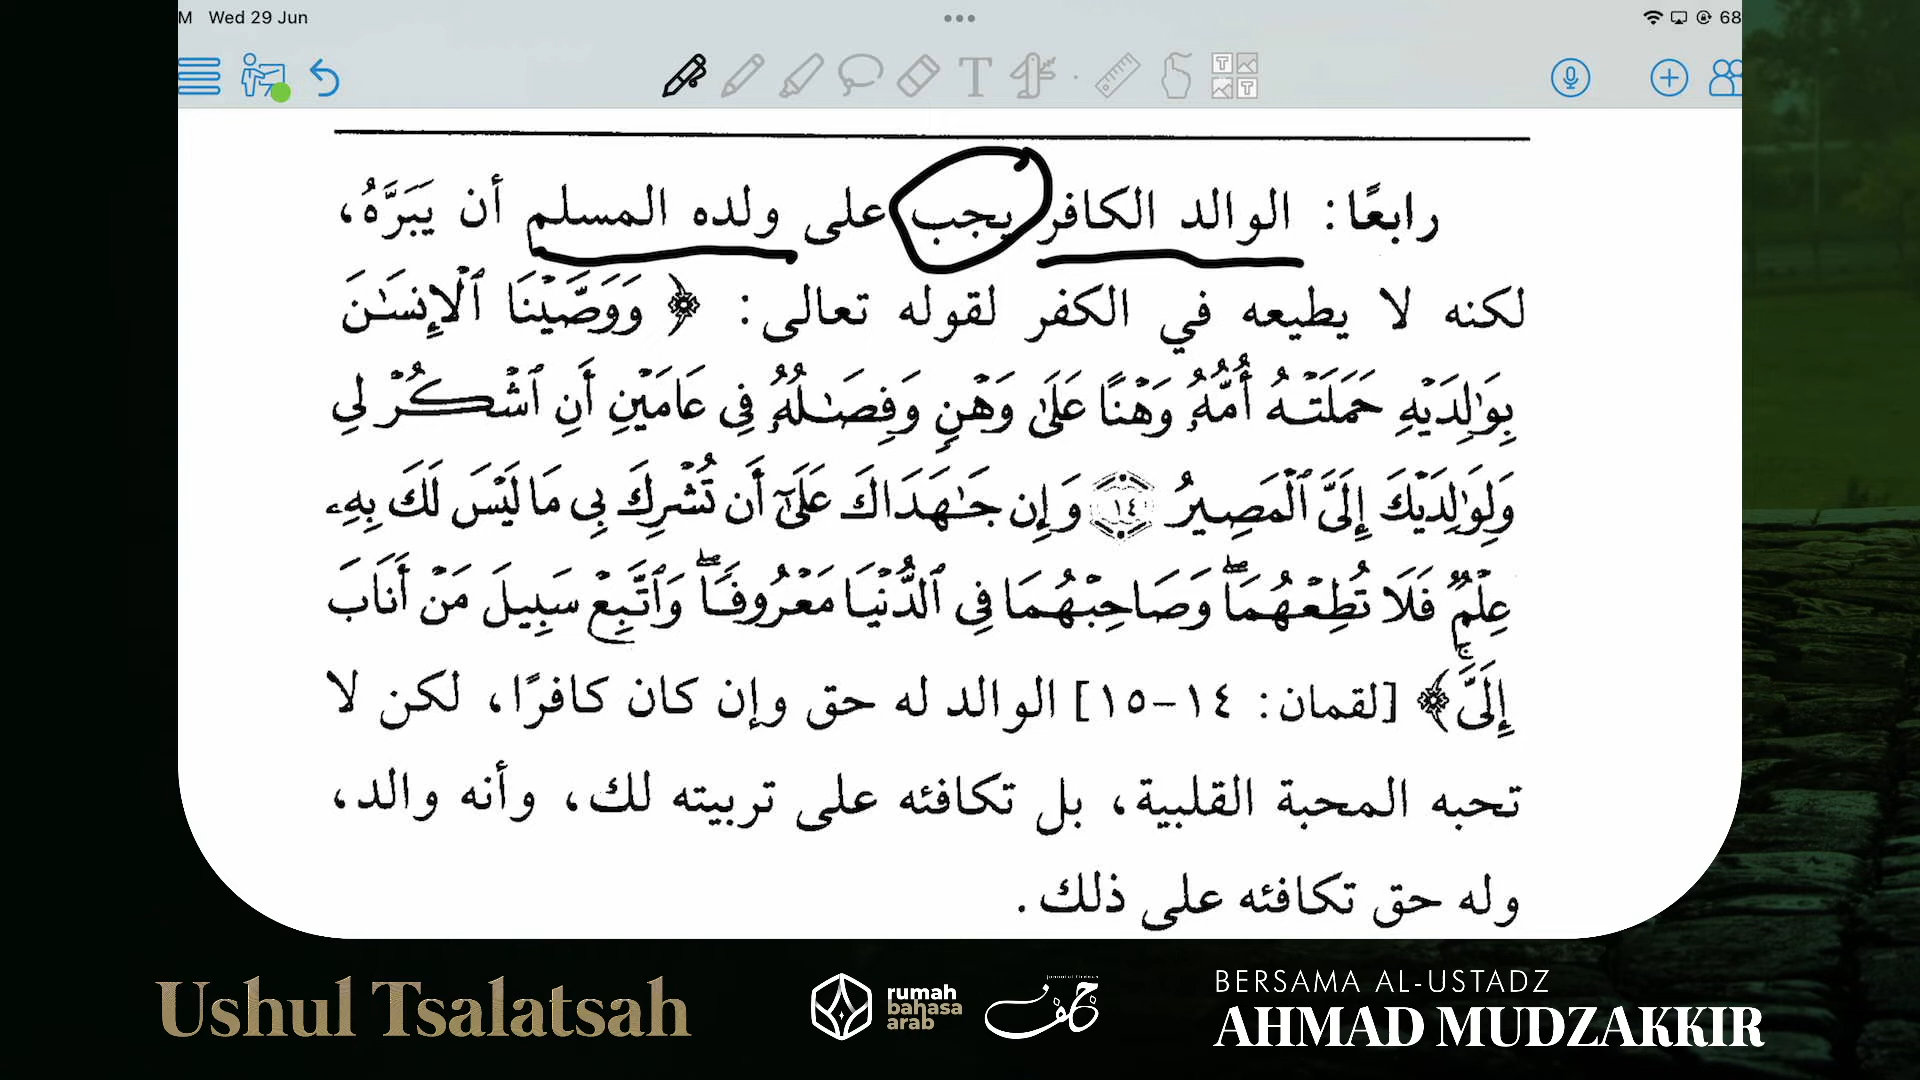 M Wed 29 Jun
68
رابعًا: الوالد الكافر يجب على ولده المسلم أن يَبَرَّهُ،
لكنه لا يطيعه في الكفر لقوله تعالى: ﴿ وَوَصَّيْنَا ٱلْإِنسَٰنَ
بِوَٰلِدَيْهِ حَمَلَتْهُ أُمُّهُۥ وَهْنًا عَلَىٰ وَهْنٍ وَفِصَٰلُهُۥ فِى عَامَيْنِ أَنِ ٱشْكُرْ لِى
وَلِوَٰلِدَيْكَ إِلَىَّ ٱلْمَصِيرُ ١٤ وَإِن جَٰهَدَاكَ عَلَىٰٓ أَن تُشْرِكَ بِى مَا لَيْسَ لَكَ بِهِۦ
عِلْمٌ فَلَا تُطِعْهُمَا ۖ وَصَاحِبْهُمَا فِى ٱلدُّنْيَا مَعْرُوفًا ۖ وَٱتَّبِعْ سَبِيلَ مَنْ أَنَابَ
إِلَىَّ ۚ﴾ [لقمان: ١٤-١٥] الوالد له حق وإن كان كافرًا، لكن لا
تحبه المحبة القلبية، بل تكافئه على تربيته لك، وأنه والد،
وله حق تكافئه على ذلك.
Ushul Tsalatsah
rumah
bahasa
arab
BERSAMA AL-USTADZ
AHMAD MUDZAKKIR